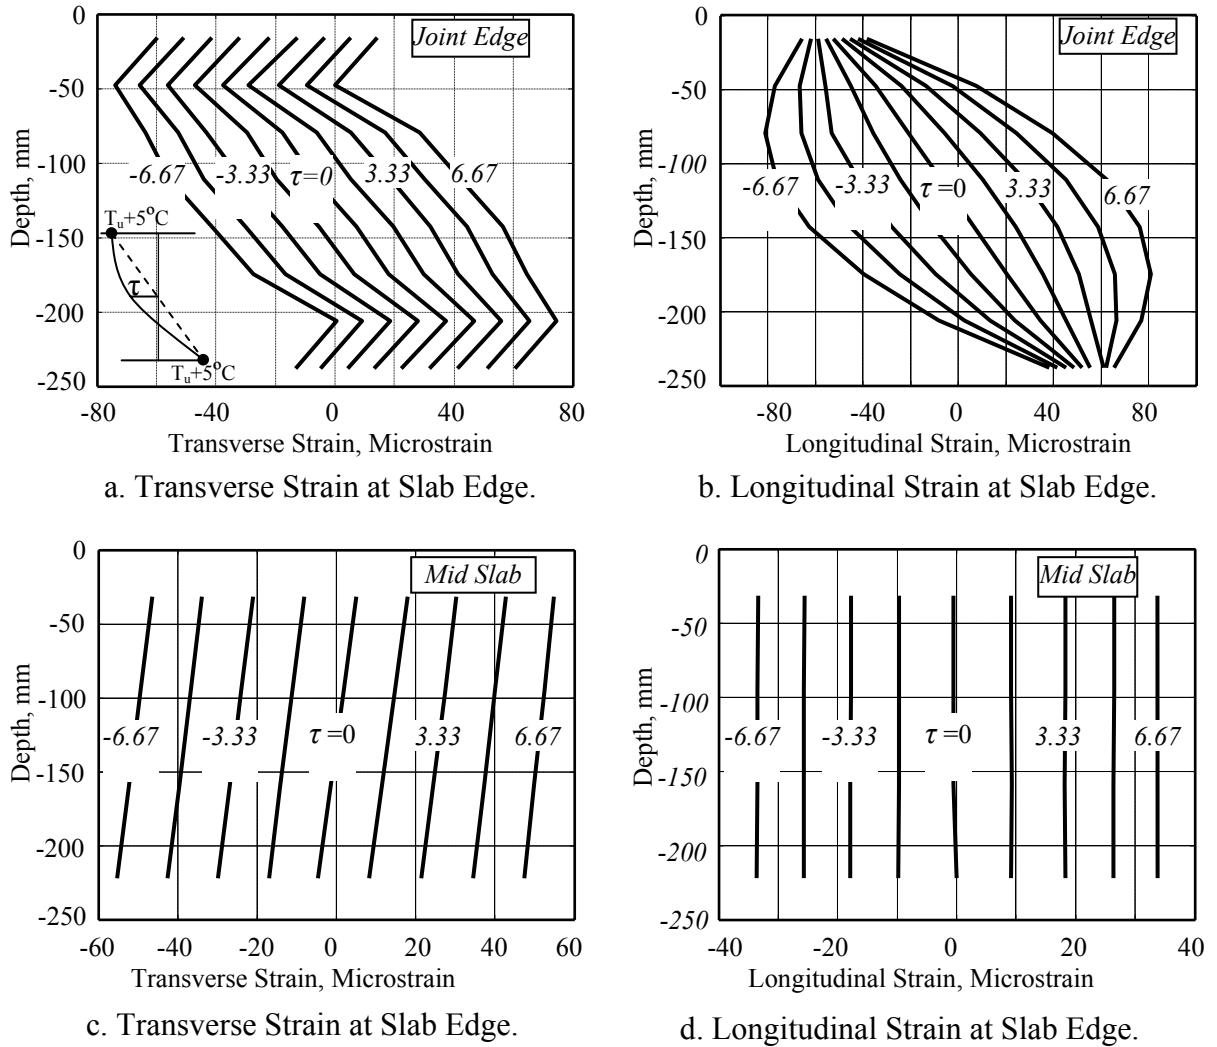 0
-50
-100
-150
-200
-250
Depth, mm
Joint Edge
-6.67 -3.33 τ=0 3.33 6.67
Tu+5°C
τ
Tu+5°C
-80 -40 0 40 80
Transverse Strain, Microstrain
a. Transverse Strain at Slab Edge.
0
-50
-100
-150
-200
-250
Depth, mm
Joint Edge
-6.67 -3.33 τ=0 3.33 6.67
-80 -40 0 40 80
Longitudinal Strain, Microstrain
b. Longitudinal Strain at Slab Edge.
0
-50
-100
-150
-200
-250
Depth, mm
Mid Slab
-6.67 -3.33 τ=0 3.33 6.67
-60 -40 -20 0 20 40 60
Transverse Strain, Microstrain
c. Transverse Strain at Slab Edge.
0
-50
-100
-150
-200
-250
Depth, mm
Mid Slab
-6.67 -3.33 τ=0 3.33 6.67
-40 -20 0 20 40
Longitudinal Strain, Microstrain
d. Longitudinal Strain at Slab Edge.